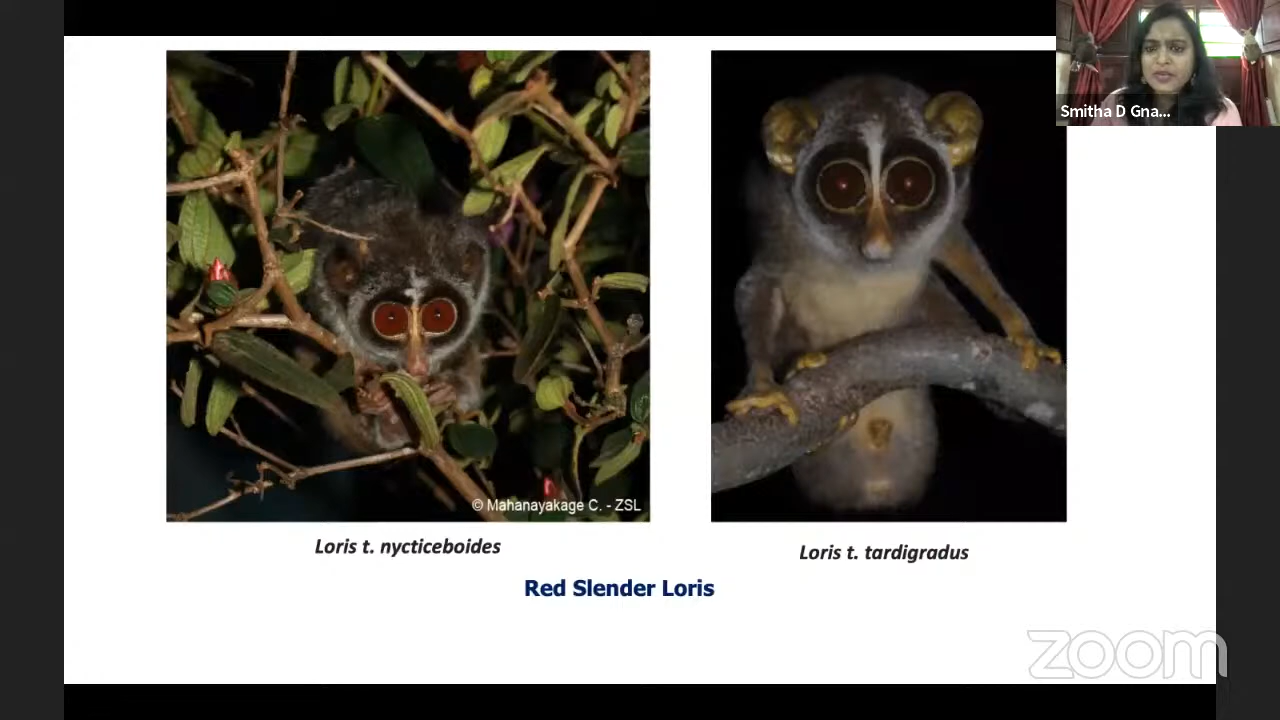 Smitha D Gna...
© Mahanayakage C. - ZSL
Loris t. nycticeboides
Loris t. tardigradus
Red Slender Loris
zoom